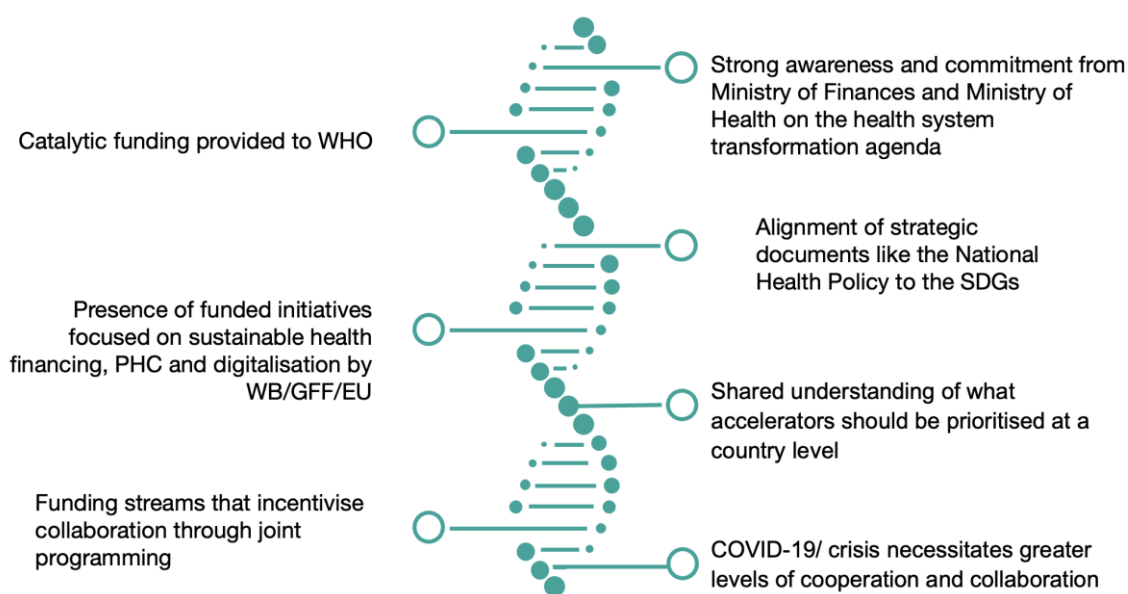 Strong awareness and commitment from
Ministry of Finances and Ministry of
Health on the health system
transformation agenda
Catalytic funding provided to WHO
Alignment of strategic
documents like the National
Health Policy to the SDGs
Presence of funded initiatives
focused on sustainable health
financing, PHC and digitalisation by
WB/GFF/EU
Shared understanding of what
accelerators should be prioritised at a
country level
Funding streams that incentivise
collaboration through joint
programming
COVID-19/ crisis necessitates greater
levels of cooperation and collaboration